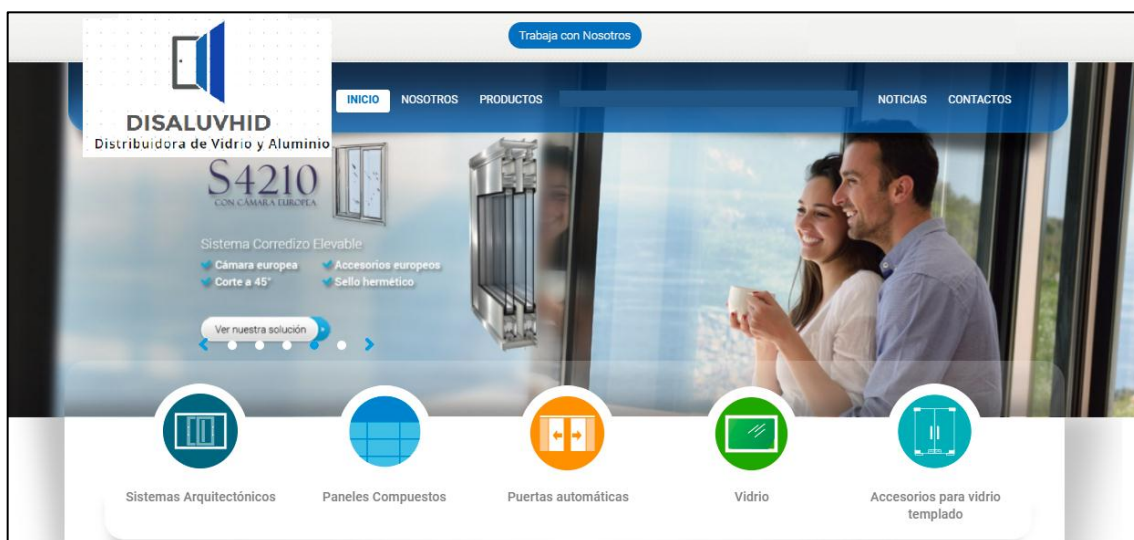 Trabaja con Nosotros
DISALUVHID
Distribuidora de Vidrio y Aluminio
INICIO NOSOTROS PRODUCTOS NOTICIAS CONTACTOS
S4210
CON CÁMARA EUROPEA
Sistema Corredizo Elevable
Cámara europea Accesorios europeos
Corte a 45° Sello hermético
Ver nuestra solución
Sistemas Arquitectónicos Paneles Compuestos Puertas automáticas Vidrio Accesorios para vidrio
templado